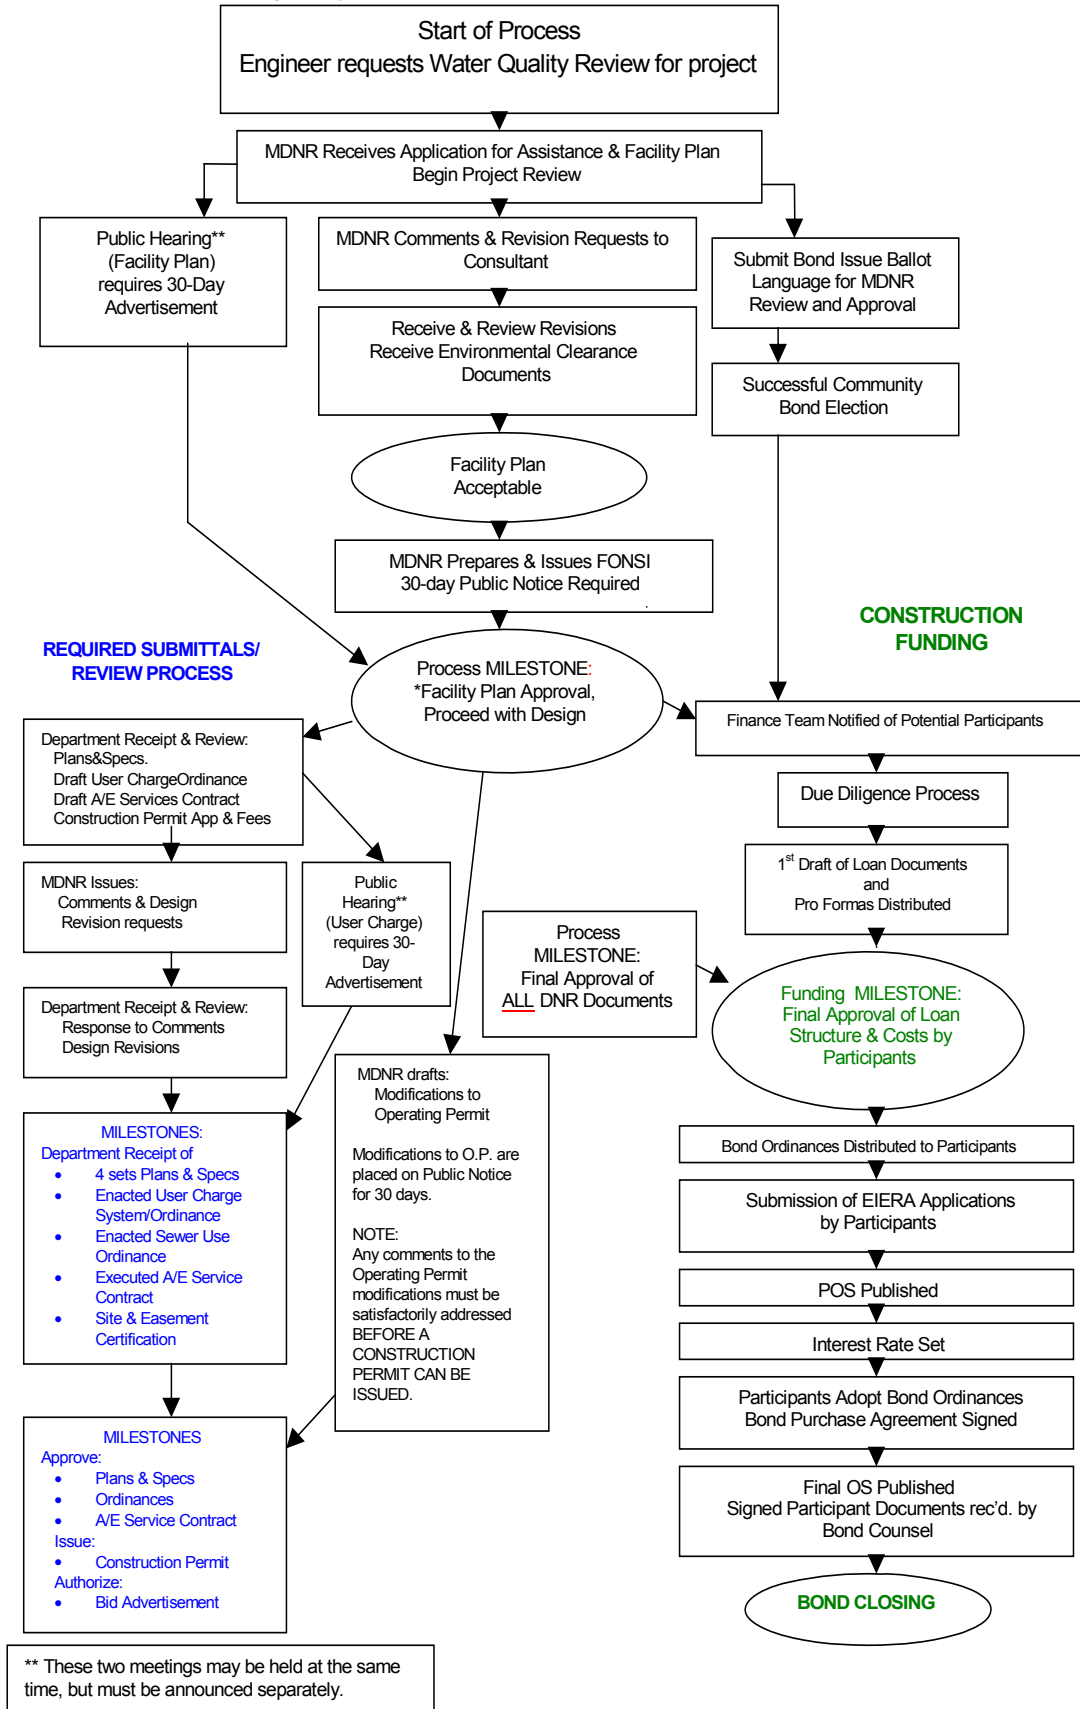 Start of Process
Engineer requests Water Quality Review for project
MDNR Receives Application for Assistance & Facility Plan
Begin Project Review
Public Hearing**
(Facility Plan)
requires 30-Day
Advertisement
MDNR Comments & Revision Requests to
Consultant
Submit Bond Issue Ballot
Language for MDNR
Review and Approval
Receive & Review Revisions
Receive Environmental Clearance
Documents
Successful Community
Bond Election
Facility Plan
Acceptable
MDNR Prepares & Issues FONSI
30-day Public Notice Required
CONSTRUCTION
FUNDING
REQUIRED SUBMITTALS/
REVIEW PROCESS
Process MILESTONE:
*Facility Plan Approval,
Proceed with Design
Finance Team Notified of Potential Participants
Department Receipt & Review:
Plans&Specs.
Draft User ChargeOrdinance
Draft A/E Services Contract
Construction Permit App & Fees
Due Diligence Process
1st Draft of Loan Documents
and
Pro Formas Distributed
MDNR Issues:
Comments & Design
Revision requests
Public
Hearing**
(User Charge)
requires 30-
Day
Advertisement
Process
MILESTONE:
Final Approval of
ALL DNR Documents
Funding MILESTONE:
Final Approval of Loan
Structure & Costs by
Participants
Department Receipt & Review:
Response to Comments
Design Revisions
MDNR drafts:
Modifications to
Operating Permit
Modifications to O.P. are
placed on Public Notice
for 30 days.
NOTE:
Any comments to the
Operating Permit
modifications must be
satisfactorily addressed
BEFORE A
CONSTRUCTION
PERMIT CAN BE
ISSUED.
MILESTONES:
Department Receipt of
• 4 sets Plans & Specs
• Enacted User Charge
System/Ordinance
• Enacted Sewer Use
Ordinance
• Executed A/E Service
Contract
• Site & Easement
Certification
Bond Ordinances Distributed to Participants
Submission of EIERA Applications
by Participants
POS Published
Interest Rate Set
Participants Adopt Bond Ordinances
Bond Purchase Agreement Signed
MILESTONES
Approve:
• Plans & Specs
• Ordinances
• A/E Service Contract
Issue:
• Construction Permit
Authorize:
• Bid Advertisement
Final OS Published
Signed Participant Documents rec'd. by
Bond Counsel
BOND CLOSING
** These two meetings may be held at the same
time, but must be announced separately.